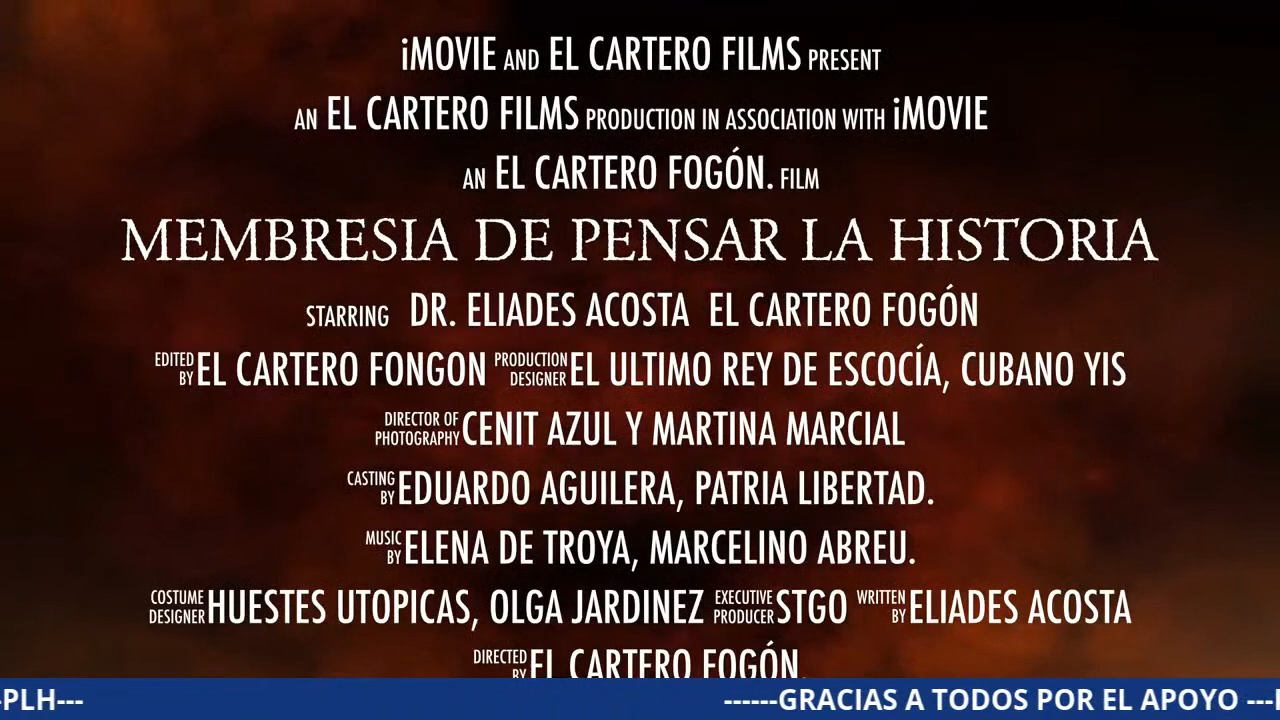 iMOVIE AND EL CARTERO FILMS PRESENT
AN EL CARTERO FILMS PRODUCTION IN ASSOCIATION WITH iMOVIE
AN EL CARTERO FOGÓN. FILM
MEMBRESIA DE PENSAR LA HISTORIA
STARRING DR. ELIADES ACOSTA EL CARTERO FOGÓN
EDITED BY EL CARTERO FONGON PRODUCTION DESIGNER EL ULTIMO REY DE ESCOCÍA, CUBANO YIS
DIRECTOR OF PHOTOGRAPHY CENIT AZUL Y MARTINA MARCIAL
CASTING BY EDUARDO AGUILERA, PATRIA LIBERTAD.
MUSIC BY ELENA DE TROYA, MARCELINO ABREU.
COSTUME DESIGNER HUESTES UTOPICAS, OLGA JARDINEZ EXECUTIVE PRODUCER STGO WRITTEN BY ELIADES ACOSTA
DIRECTED BY EL CARTERO FOGÓN.
-PLH--- ------GRACIAS A TODOS POR EL APOYO ---